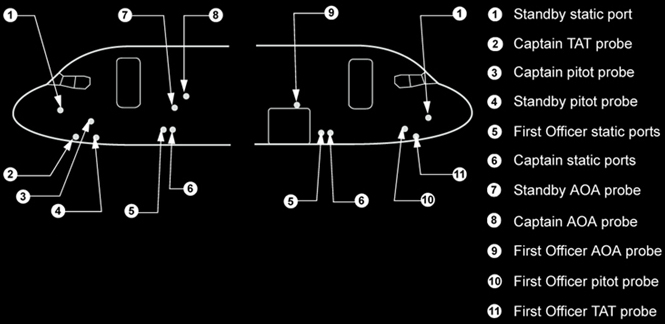 1
7
8
9
1
2
3
4
5
6
5
6
10
11
1 Standby static port
2 Captain TAT probe
3 Captain pitot probe
4 Standby pitot probe
5 First Officer static ports
6 Captain static ports
7 Standby AOA probe
8 Captain AOA probe
9 First Officer AOA probe
10 First Officer pitot probe
11 First Officer TAT probe